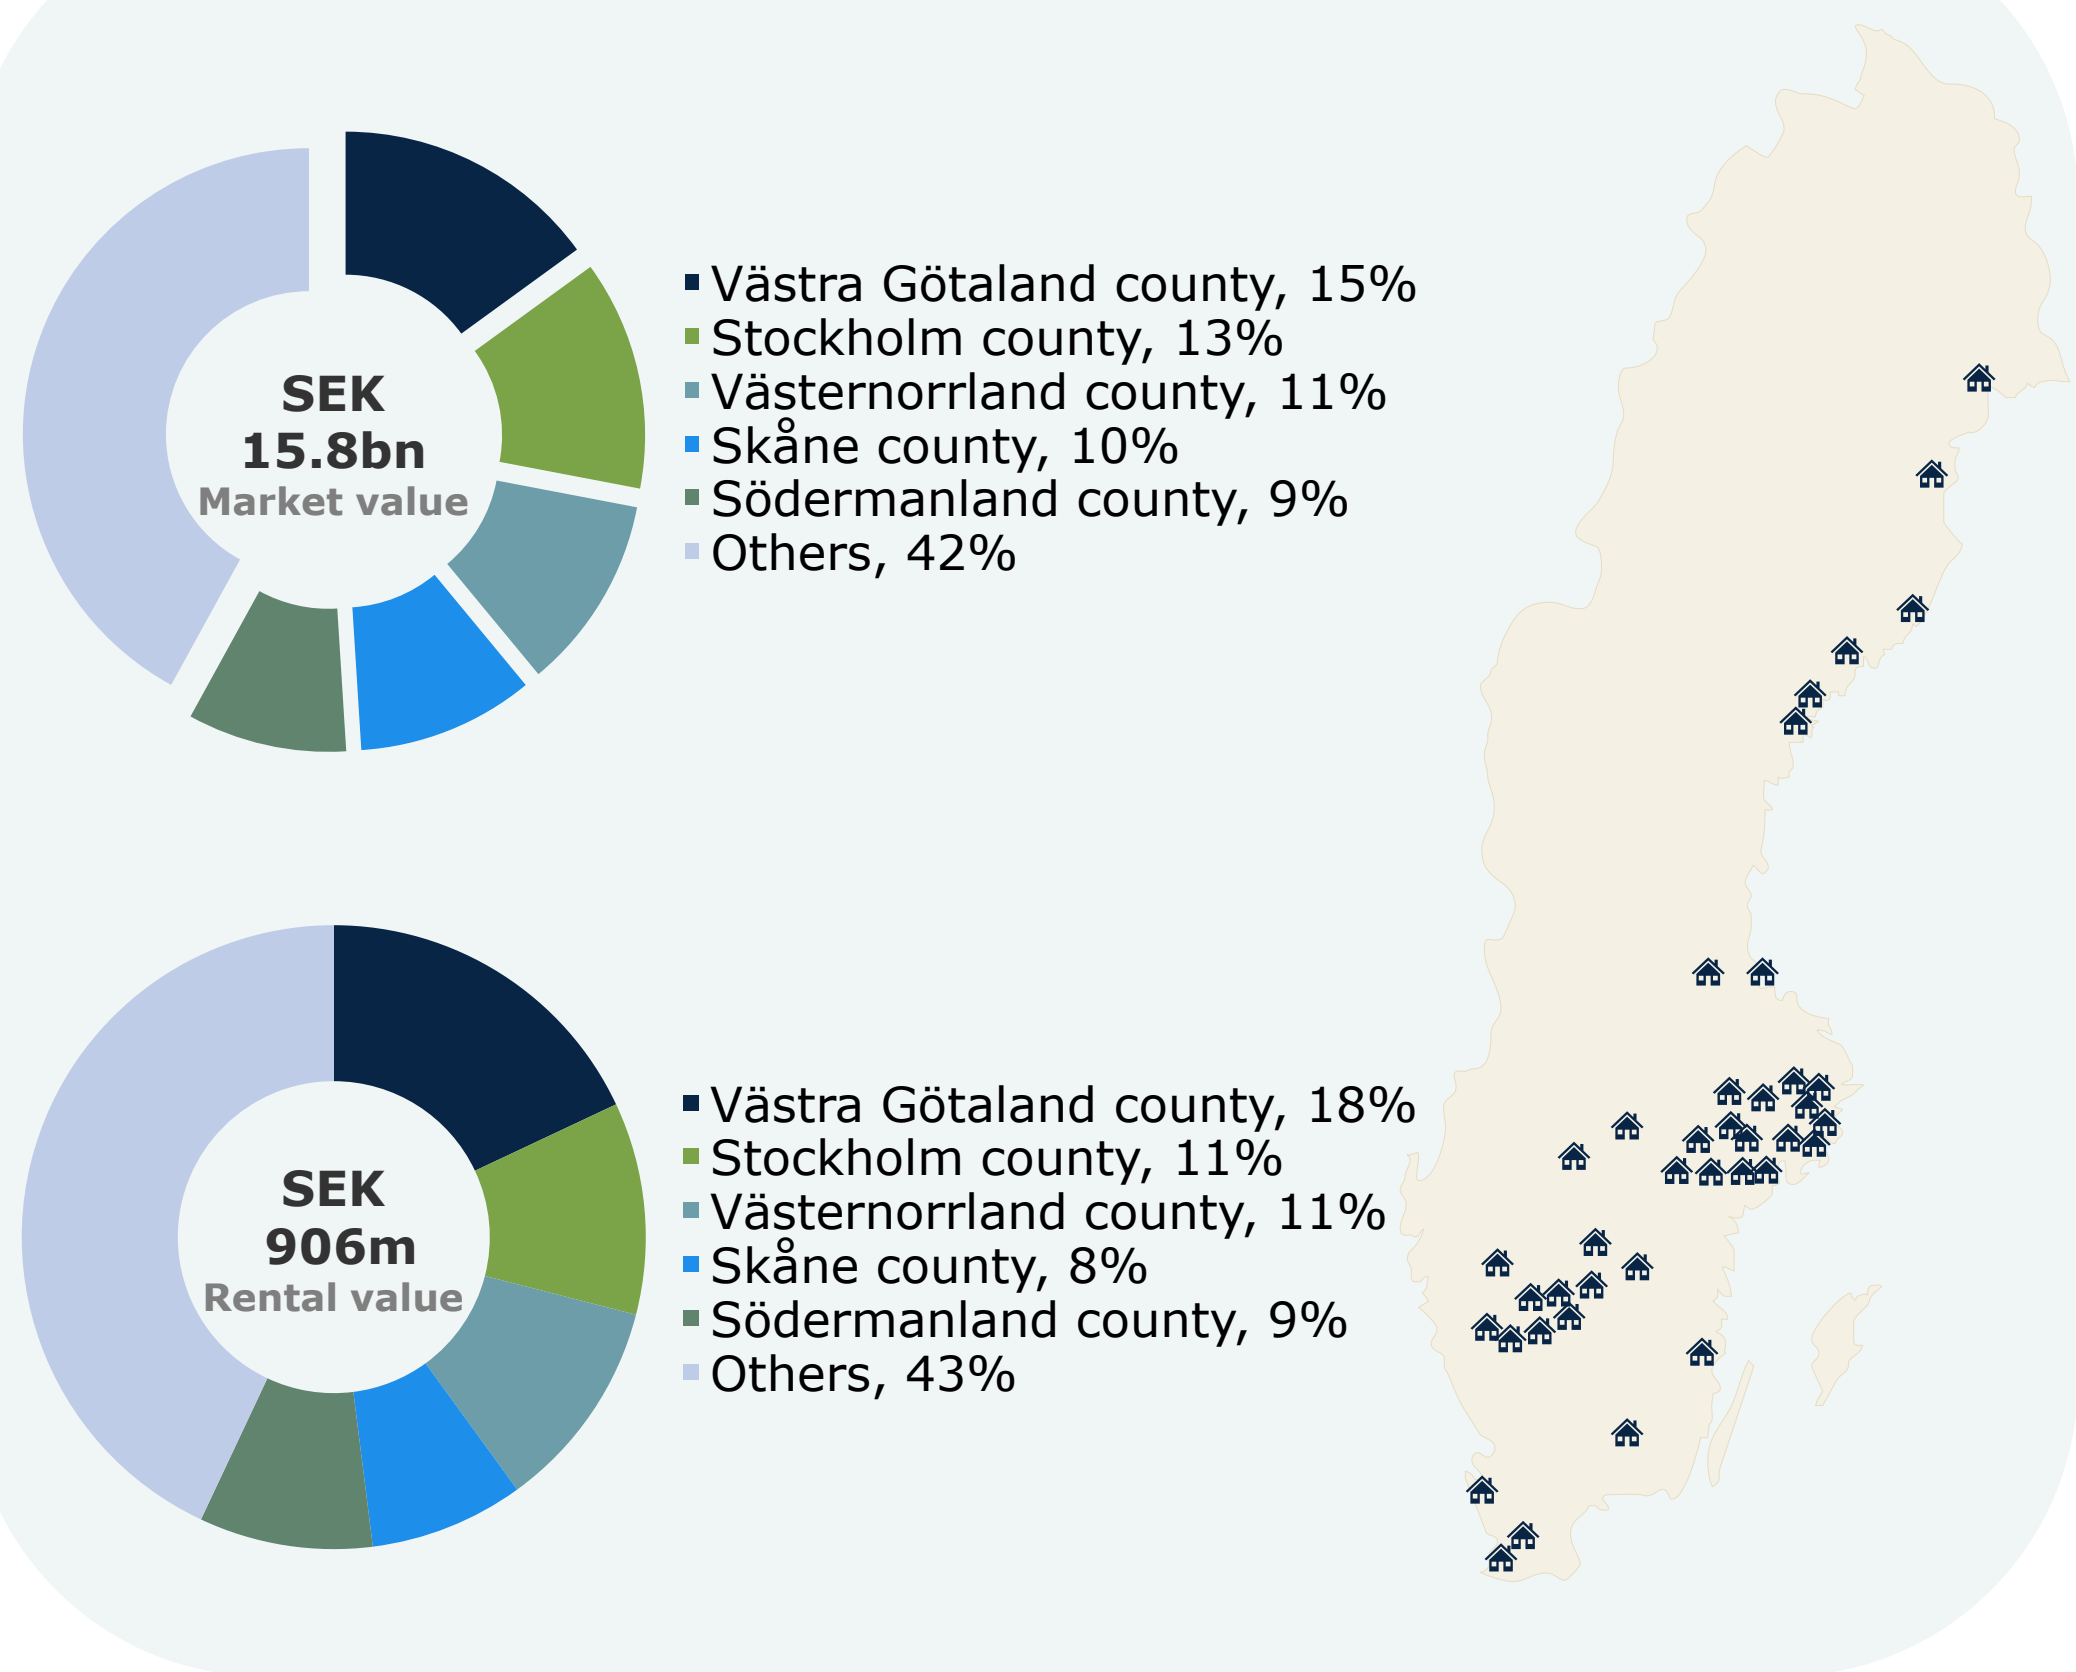 SEK
15.8bn
Market value
Västra Götaland county, 15%
Stockholm county, 13%
Västernorrland county, 11%
Skåne county, 10%
Södermanland county, 9%
Others, 42%
SEK
906m
Rental value
Västra Götaland county, 18%
Stockholm county, 11%
Västernorrland county, 11%
Skåne county, 8%
Södermanland county, 9%
Others, 43%